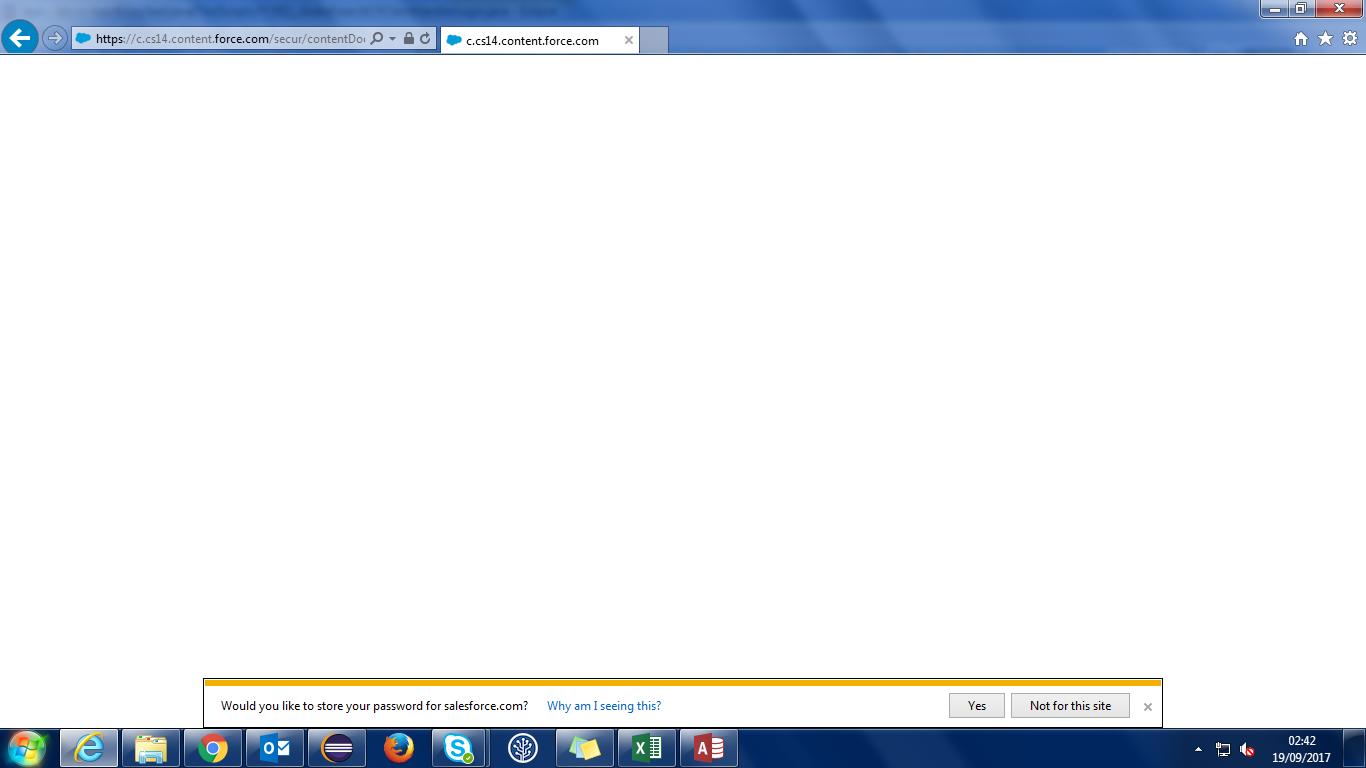 https://c.cs14.content.force.com/secur/contentDo
c.cs14.content.force.com
Would you like to store your password for salesforce.com? Why am I seeing this? Yes Not for this site
02:42
19/09/2017